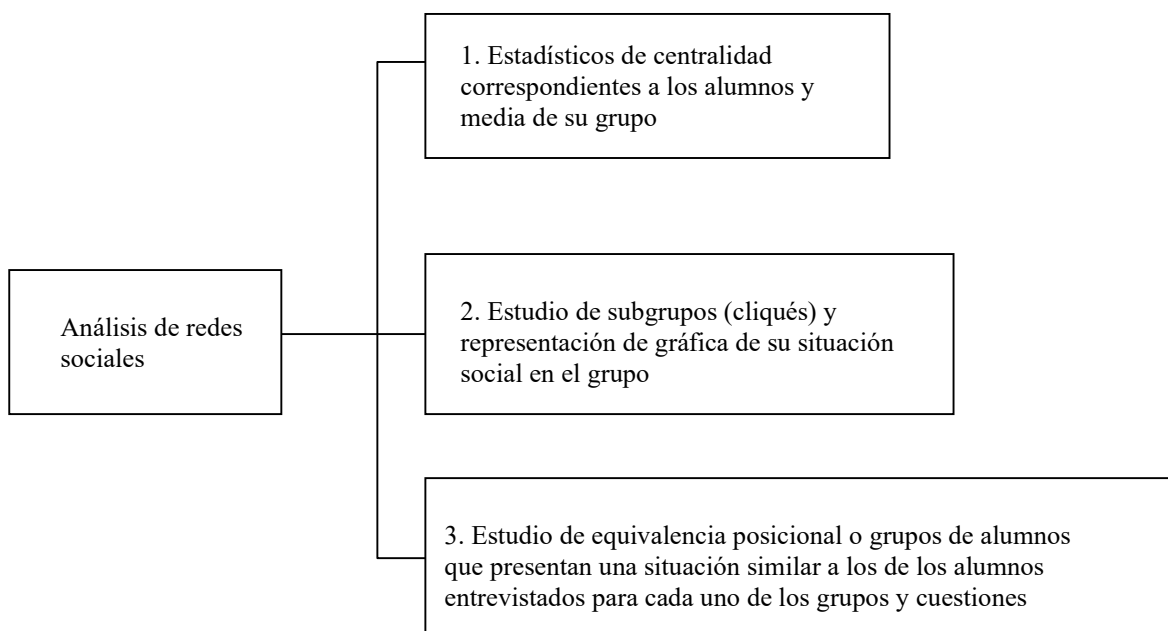 1. Estadísticos de centralidad
correspondientes a los alumnos y
media de su grupo
Análisis de redes
sociales
2. Estudio de subgrupos (cliqués) y
representación de gráfica de su situación
social en el grupo
3. Estudio de equivalencia posicional o grupos de alumnos
que presentan una situación similar a los de los alumnos
entrevistados para cada uno de los grupos y cuestiones